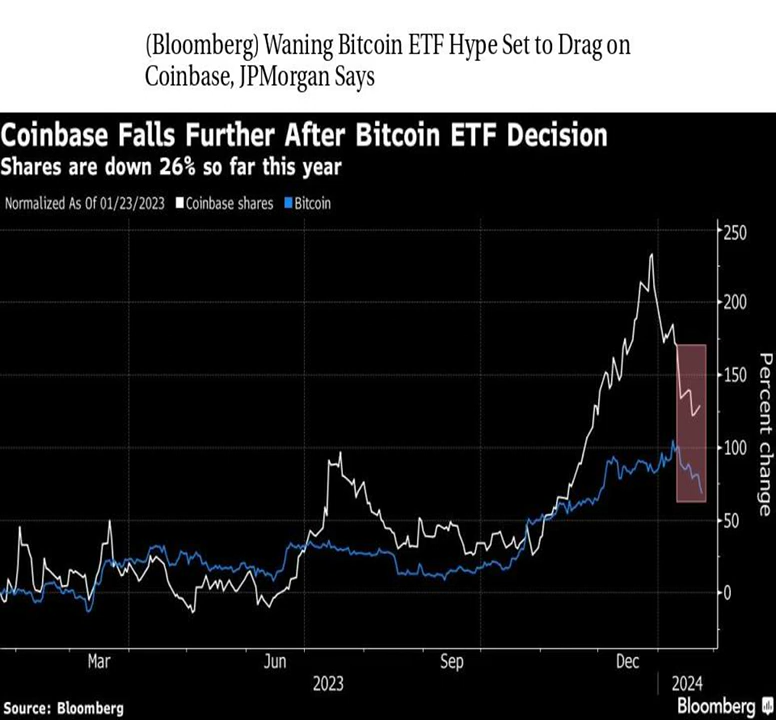 (Bloomberg) Waning Bitcoin ETF Hype Set to Drag on
Coinbase, JPMorgan Says
Coinbase Falls Further After Bitcoin ETF Decision
Shares are down 26% so far this year
Normalized As Of 01/23/2023 Coinbase shares Bitcoin
250
200
150
100
50
0
Percent change
Mar Jun Sep Dec
2023 2024
Source: Bloomberg Bloomberg